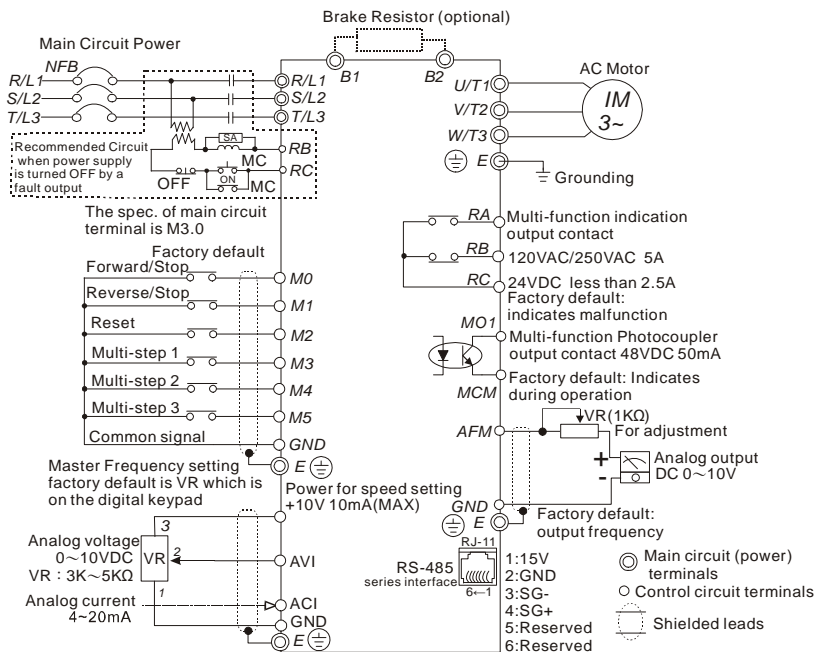 Brake Resistor (optional)
Main Circuit Power
NFB
R/L1
S/L2
T/L3
R/L1
S/L2
T/L3
B1
B2
U/T1
V/T2
W/T3
E
AC Motor
IM
3~
Grounding
Recommended Circuit
when power supply
is turned OFF by a
fault output
SA
MC
OFF
ON
MC
RB
RC
The spec. of main circuit
terminal is M3.0
Factory default
Forward/Stop
Reverse/Stop
Reset
Multi-step 1
Multi-step 2
Multi-step 3
Common signal
M0
M1
M2
M3
M4
M5
GND
E
RA
RB
RC
Multi-function indication
output contact
120VAC/250VAC 5A
24VDC less than 2.5A
Factory default:
indicates malfunction
MO1
MCM
Multi-function Photocoupler
output contact 48VDC 50mA
Factory default: Indicates
during operation
AFM
VR(1KΩ)
For adjustment
+
-
Analog output
DC 0～10V
GND
E
Factory default:
output frequency
Master Frequency setting
factory default is VR which is
on the digital keypad
Power for speed setting
+10V 10mA(MAX)
Analog voltage
0～10VDC
VR：3K～5KΩ
VR
3
2
1
AVI
Analog current
4~20mA
ACI
GND
E
RS-485
series interface
RJ-11
6←1
1:15V
2:GND
3:SG-
4:SG+
5:Reserved
6:Reserved
Main circuit (power)
terminals
Control circuit terminals
Shielded leads